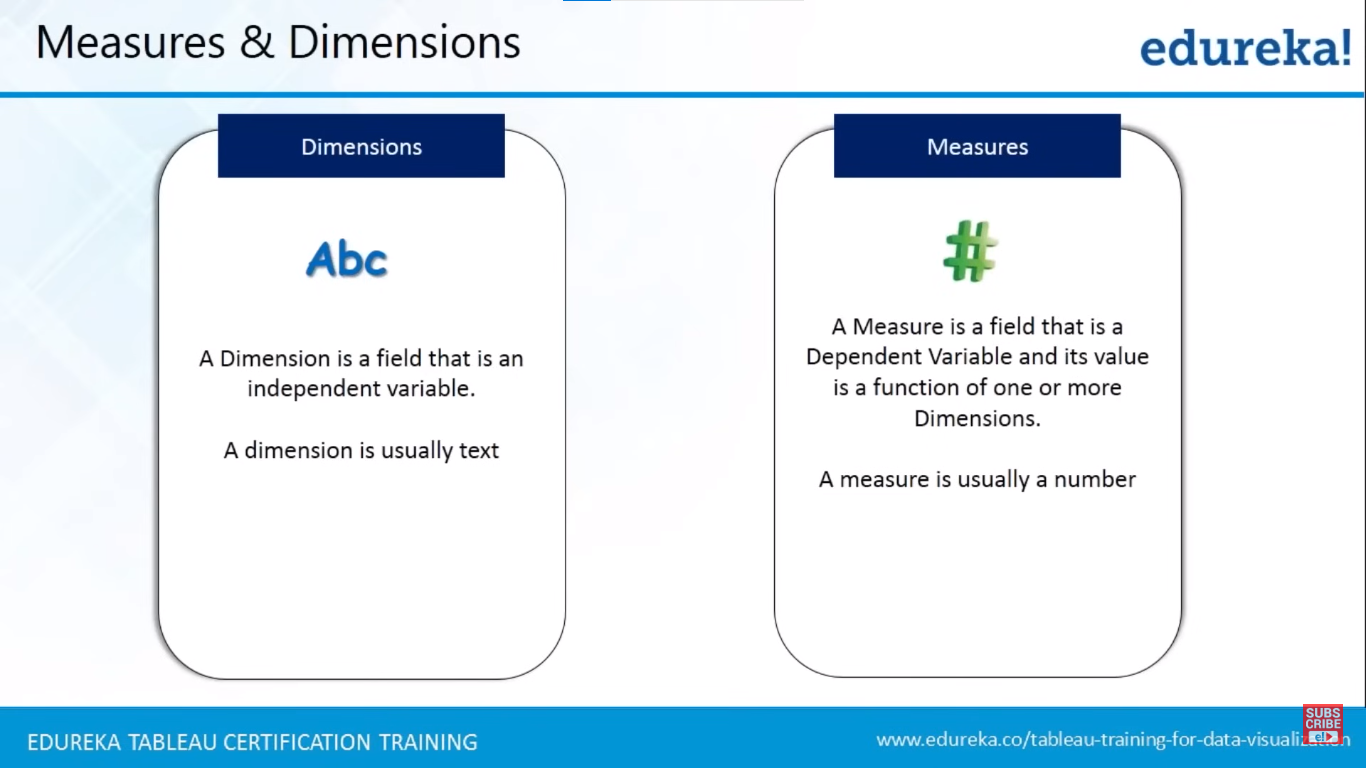 Measures & Dimensions
edureka!
Dimensions
Abc
A Dimension is a field that is an
independent variable.
A dimension is usually text
Measures
#
A Measure is a field that is a
Dependent Variable and its value
is a function of one or more
Dimensions.
A measure is usually a number
EDUREKA TABLEAU CERTIFICATION TRAINING
www.edureka.co/tableau-training-for-data-visualization
SUBS
CRIBE
e!